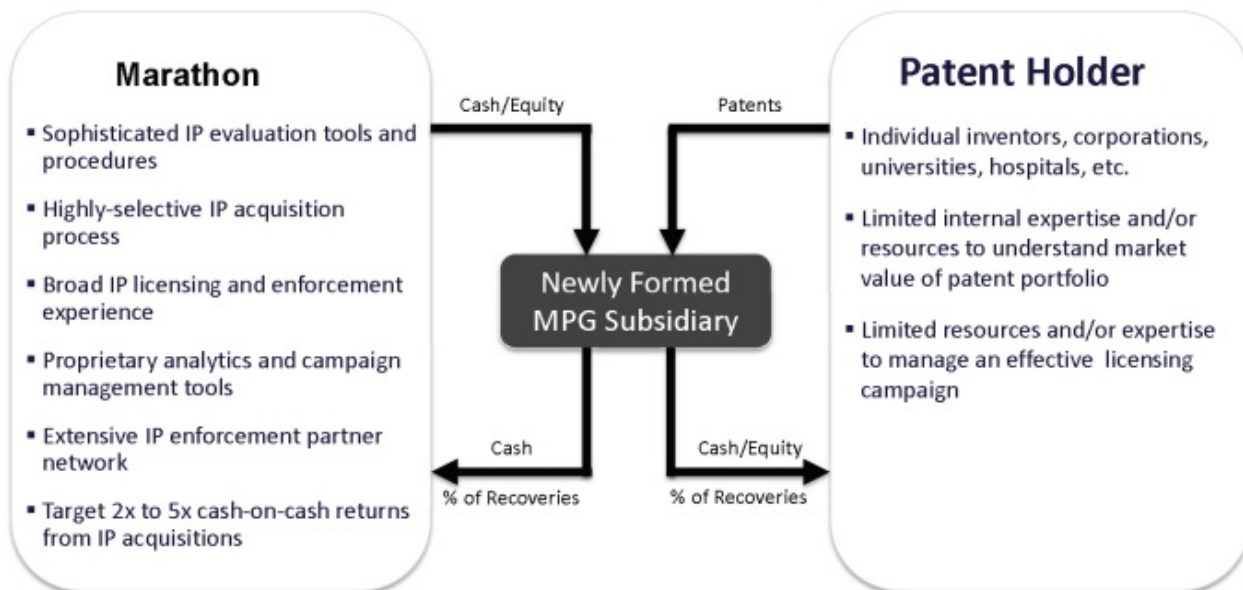 Marathon
▪ Sophisticated IP evaluation tools and
procedures
▪ Highly-selective IP acquisition
process
▪ Broad IP licensing and enforcement
experience
▪ Proprietary analytics and campaign
management tools
▪ Extensive IP enforcement partner
network
▪ Target 2x to 5x cash-on-cash returns
from IP acquisitions
Cash/Equity
Patents
Newly Formed
MPG Subsidiary
Cash
% of Recoveries
Cash/Equity
% of Recoveries
Patent Holder
▪ Individual inventors, corporations,
universities, hospitals, etc.
▪ Limited internal expertise and/or
resources to understand market
value of patent portfolio
▪ Limited resources and/or expertise
to manage an effective licensing
campaign